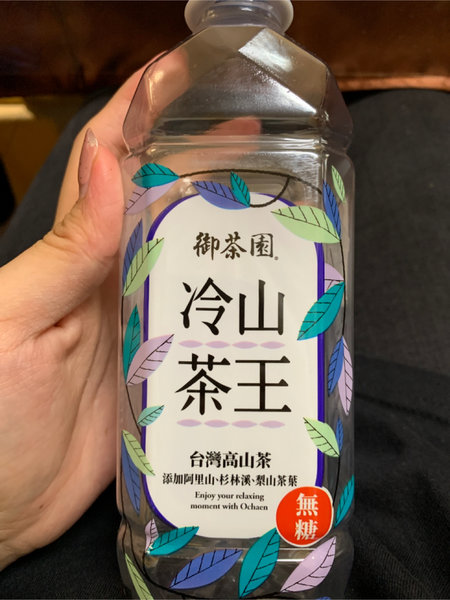 御茶園®
冷山
茶王
台灣高山茶
添加阿里山、杉林溪、梨山茶葉
Enjoy your relaxing
moment with Ochaen
無糖